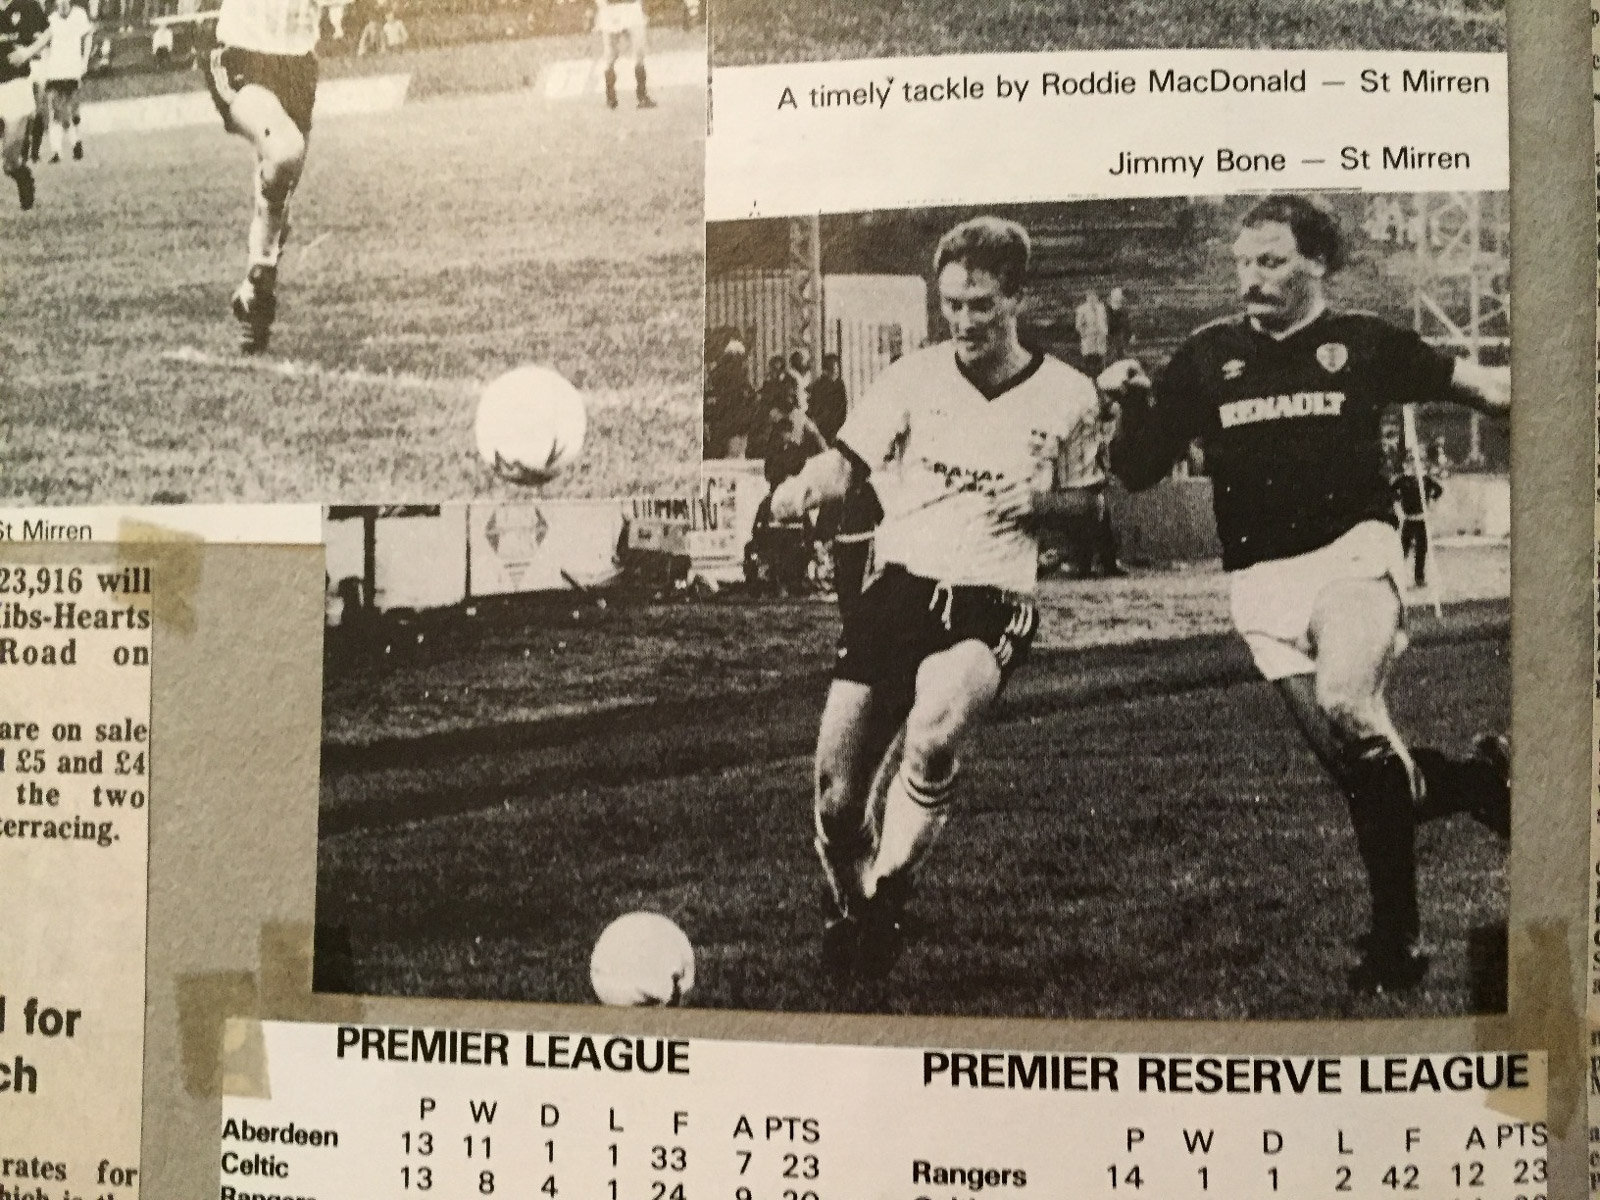 A timely tackle by Roddie MacDonald — St Mirren
Jimmy Bone — St Mirren
RENAULT
St Mirren
23,916 will
ibs-Hearts
Road on
are on sale
£5 and £4
the two
erracing.
for
ch
rates for
PREMIER LEAGUE
P W D L F A PTS
Aberdeen 13 11 1 1 33 7 23
Celtic 13 8 4 1 24 9 20
Rangers
PREMIER RESERVE LEAGUE
P W D L F A PTS
Rangers 14 1 1 2 42 12 23